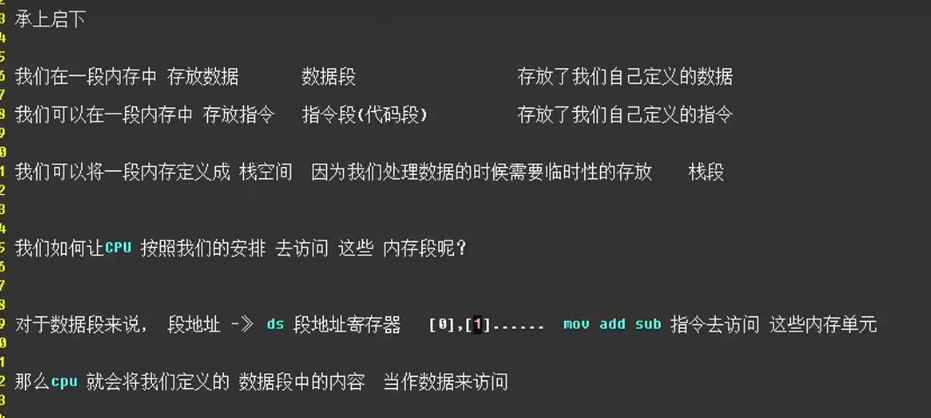 承上启下
我们在一段内存中 存放数据 数据段 存放了我们自己定义的数据
我们可以在一段内存中 存放指令 指令段(代码段) 存放了我们自己定义的指令
我们可以将一段内存定义成 栈空间 因为我们处理数据的时候需要临时性的存放 栈段
我们如何让CPU 按照我们的安排 去访问 这些 内存段呢?
对于数据段来说, 段地址 -》 ds 段地址寄存器 [0],[1]...... mov add sub 指令去访问 这些内存单元
那么cpu 就会将我们定义的 数据段中的内容 当作数据来访问